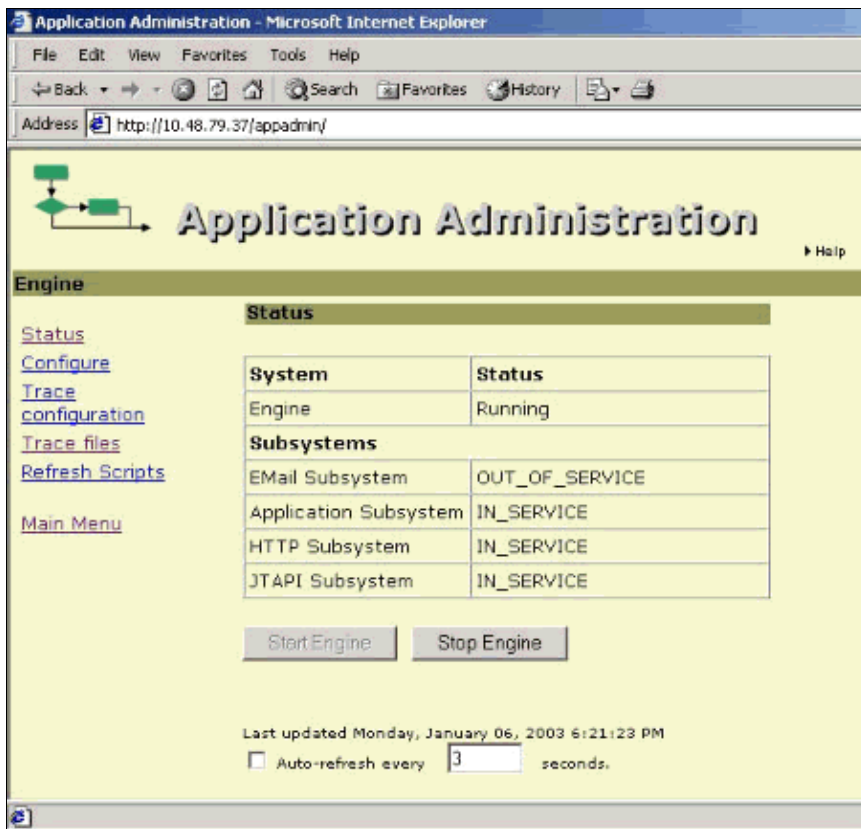 Application Administration - Microsoft Internet Explorer
File Edit View Favorites Tools Help
Back Search Favorites History
Address http://10.48.79.37/appadmin/
Application Administration
Help
Engine
Status
Status
Configure
Trace
configuration
Trace files
Refresh Scripts
Main Menu
System Status
Engine Running
Subsystems
EMail Subsystem OUT_OF_SERVICE
Application Subsystem IN_SERVICE
HTTP Subsystem IN_SERVICE
JTAPI Subsystem IN_SERVICE
Start Engine Stop Engine
Last updated Monday, January 06, 2003 6:21:23 PM
Auto-refresh every 3 seconds.